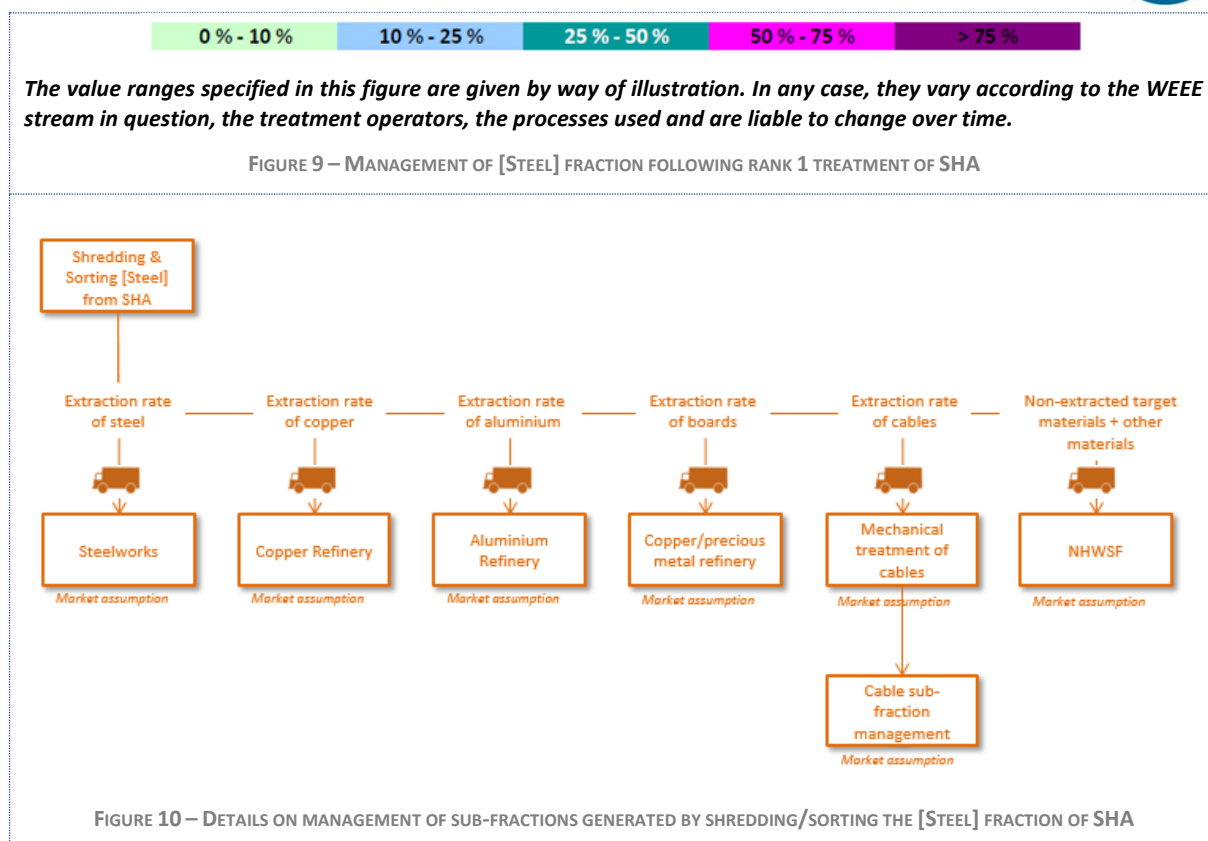 0 % - 10 % 10 % - 25 % 25 % - 50 % 50 % - 75 % > 75 %
The value ranges specified in this figure are given by way of illustration. In any case, they vary according to the WEEE
stream in question, the treatment operators, the processes used and are liable to change over time.
FIGURE 9 – MANAGEMENT OF [STEEL] FRACTION FOLLOWING RANK 1 TREATMENT OF SHA
Shredding &
Sorting [Steel]
from SHA
Extraction rate
of steel
Extraction rate
of copper
Extraction rate
of aluminium
Extraction rate
of boards
Extraction rate
of cables
Non-extracted target
materials + other
materials
Steelworks
Copper Refinery
Aluminium
Refinery
Copper/precious
metal refinery
Mechanical
treatment of
cables
NHWSF
Market assumption
Market assumption
Market assumption
Market assumption
Market assumption
Market assumption
Cable sub-
fraction
management
Market assumption
FIGURE 10 – DETAILS ON MANAGEMENT OF SUB-FRACTIONS GENERATED BY SHREDDING/SORTING THE [STEEL] FRACTION OF SHA